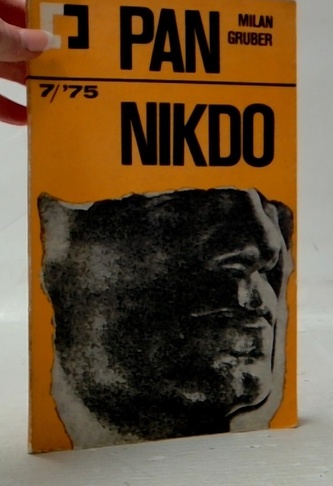 PAN
MILAN
GRUBER
7/'75
NIKDO